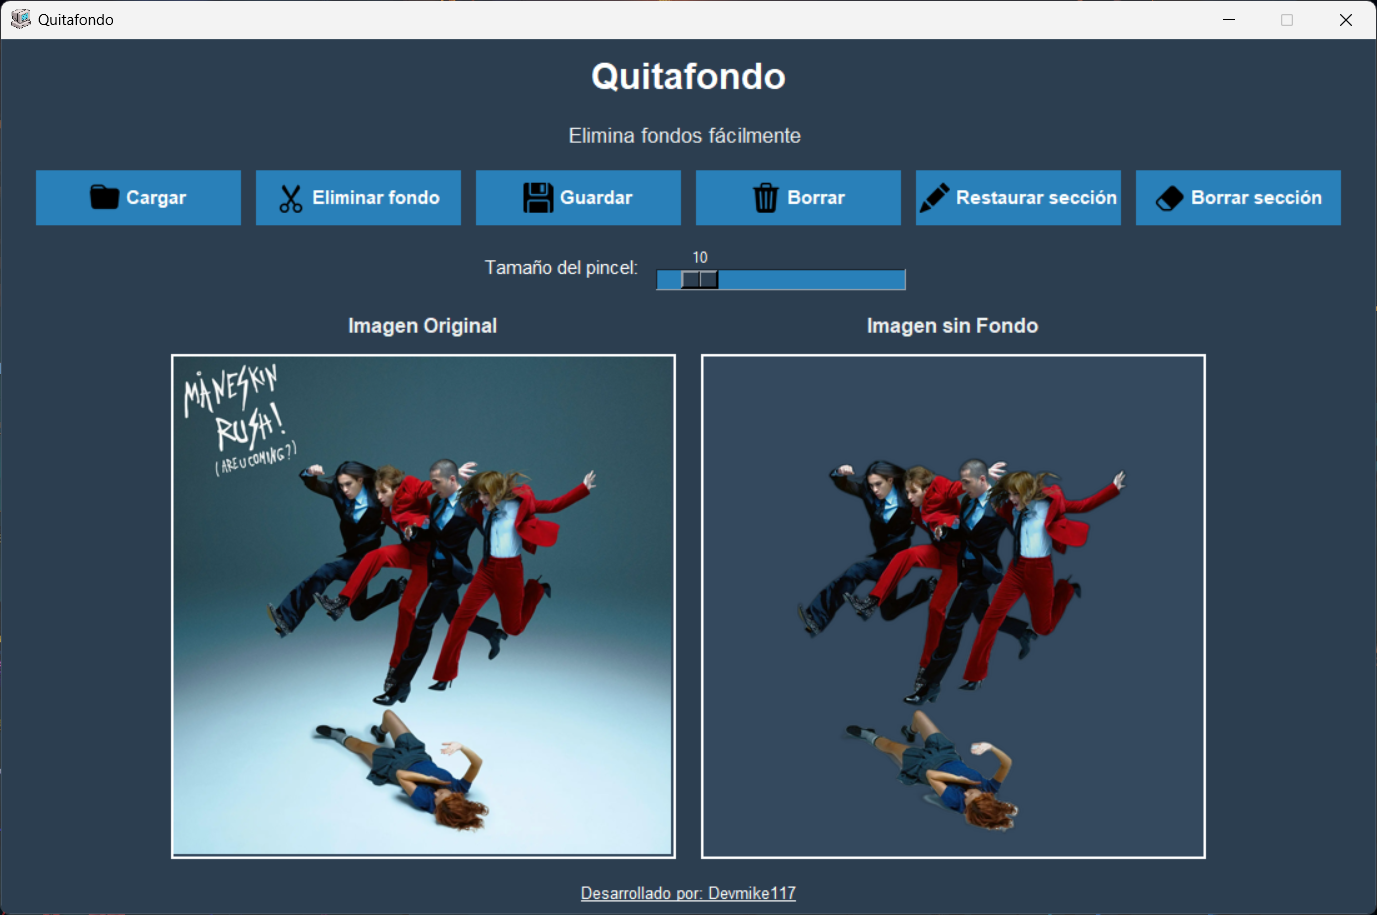 Quitafondo
Quitafondo
Elimina fondos fácilmente
Cargar
Eliminar fondo
Guardar
Borrar
Restaurar sección
Borrar sección
Tamaño del pincel:
10
Imagen Original
Imagen sin Fondo
MÅNESKIN
RUSH!
(ARE U COMING?)
Desarrollado por: Devmike117